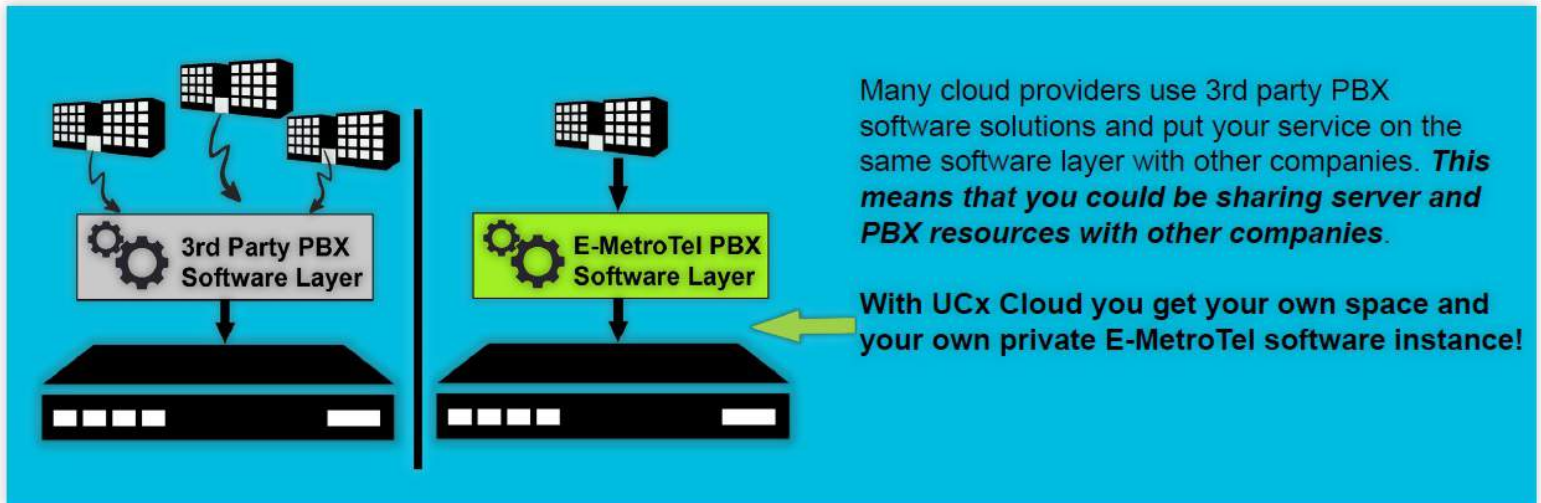 3rd Party PBX
Software Layer
E-MetroTel PBX
Software Layer
Many cloud providers use 3rd party PBX
software solutions and put your service on the
same software layer with other companies. This
means that you could be sharing server and
PBX resources with other companies.
With UCx Cloud you get your own space and
your own private E-MetroTel software instance!